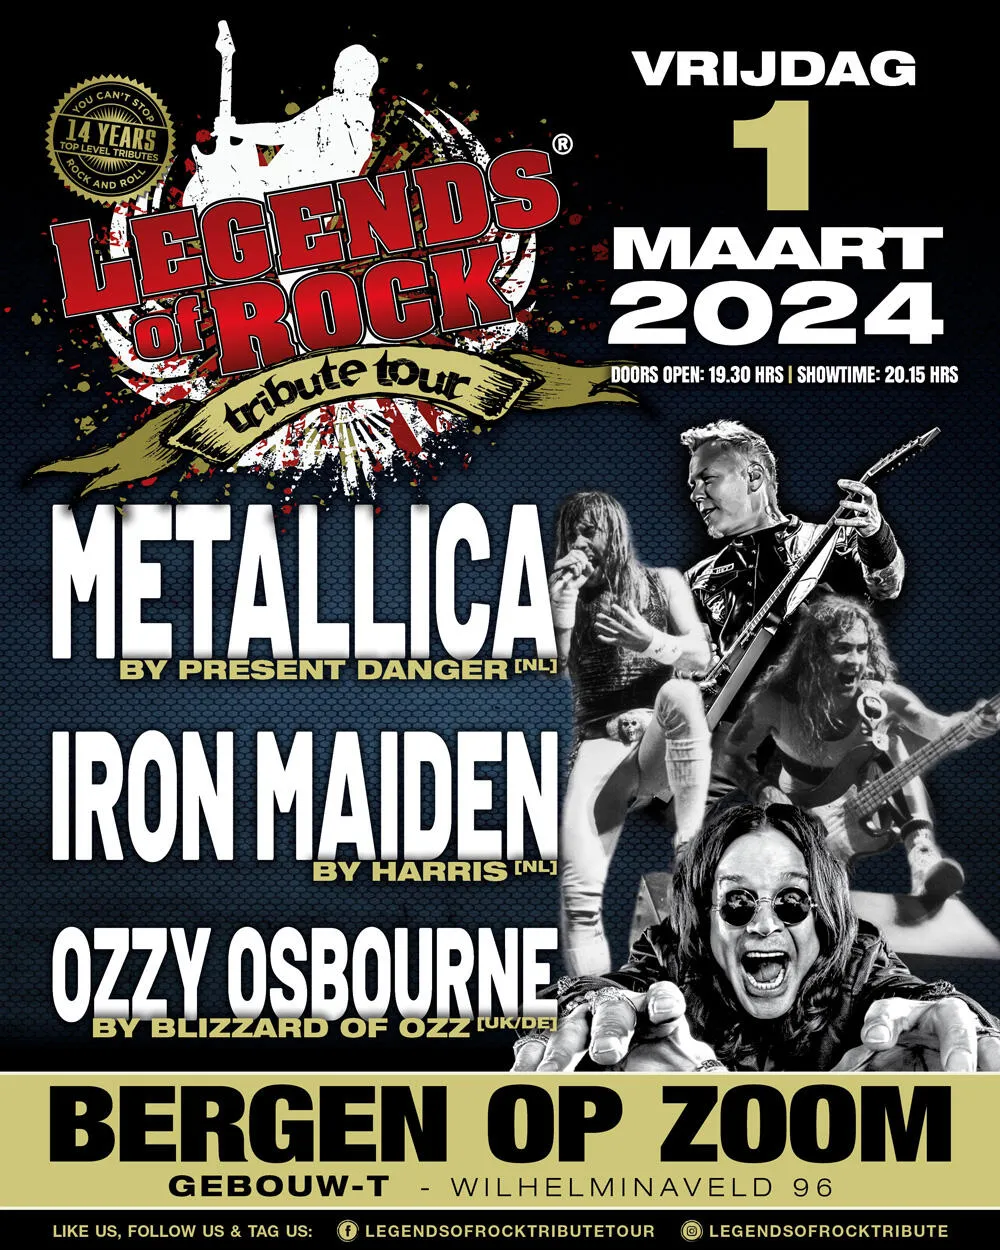 YOU CAN'T STOP
14 YEARS
TOP LEVEL TRIBUTES
ROCK AND ROLL
LEGENDS ®
of ROCK
tribute tour
VRIJDAG
1
MAART
2024
DOORS OPEN: 19.30 HRS | SHOWTIME: 20.15 HRS
METALLICA
BY PRESENT DANGER [NL]
IRON MAIDEN
BY HARRIS [NL]
OZZY OSBOURNE
BY BLIZZARD OF OZZ [UK/DE]
BERGEN OP ZOOM
GEBOUW-T - WILHELMINAVELD 96
LIKE US, FOLLOW US & TAG US: LEGENDSOFROCKTRIBUTETOUR LEGENDSOFROCKTRIBUTE